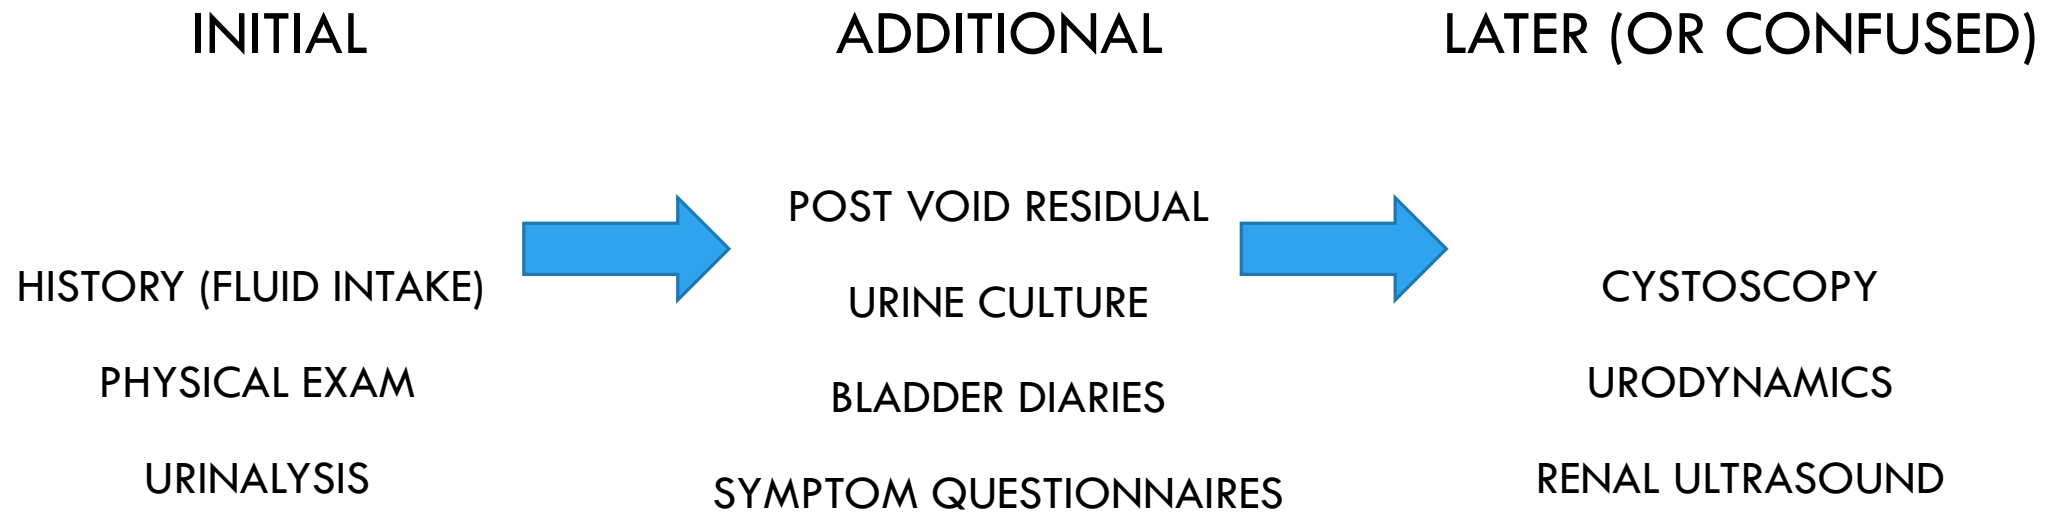 INITIAL
HISTORY (FLUID INTAKE)
PHYSICAL EXAM
URINALYSIS
ADDITIONAL
POST VOID RESIDUAL
URINE CULTURE
BLADDER DIARIES
SYMPTOM QUESTIONNAIRES
LATER (OR CONFUSED)
CYSTOSCOPY
URODYNAMICS
RENAL ULTRASOUND